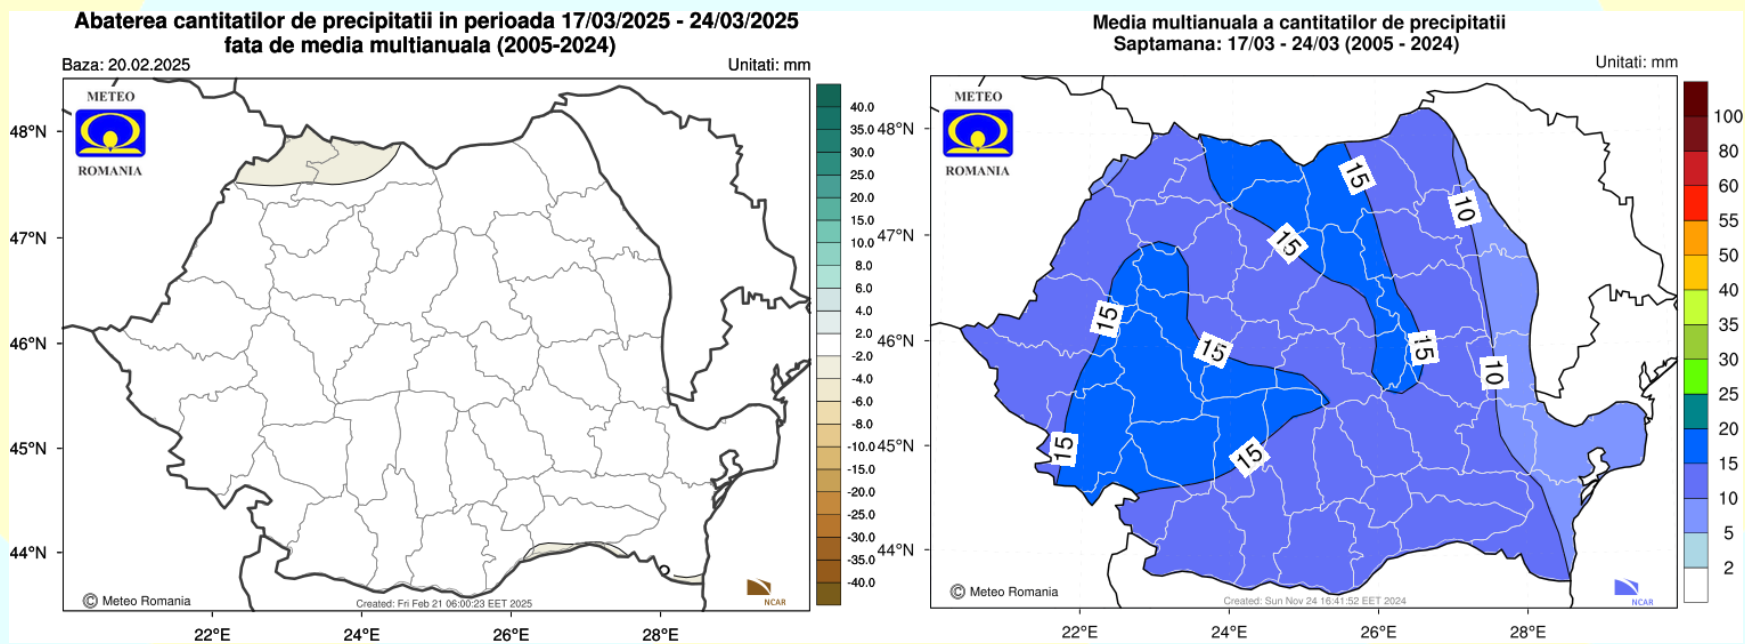 Abaterea cantitatilor de precipitatii in perioada 17/03/2025 - 24/03/2025
fata de media multianuala (2005-2024)
Baza: 20.02.2025
Unitati: mm
METEO
ROMANIA
48°N
47°N
46°N
45°N
44°N
22°E
24°E
26°E
28°E
40.0
35.0
30.0
25.0
20.0
15.0
10.0
8.0
6.0
4.0
2.0
-2.0
-4.0
-6.0
-8.0
-10.0
-15.0
-20.0
-25.0
-30.0
-35.0
-40.0
© Meteo Romania
Created: Fri Feb 21 06:00:23 EET 2025
NCAR
Media multianuala a cantitatilor de precipitatii
Saptamana: 17/03 - 24/03 (2005 - 2024)
Unitati: mm
METEO
ROMANIA
48°N
47°N
46°N
45°N
44°N
22°E
24°E
26°E
28°E
15
10
15
15
15
15
10
15
15
100
80
60
55
50
40
35
30
25
20
15
10
5
2
© Meteo Romania
Created: Sun Nov 24 16:41:52 EET 2024
NCAR